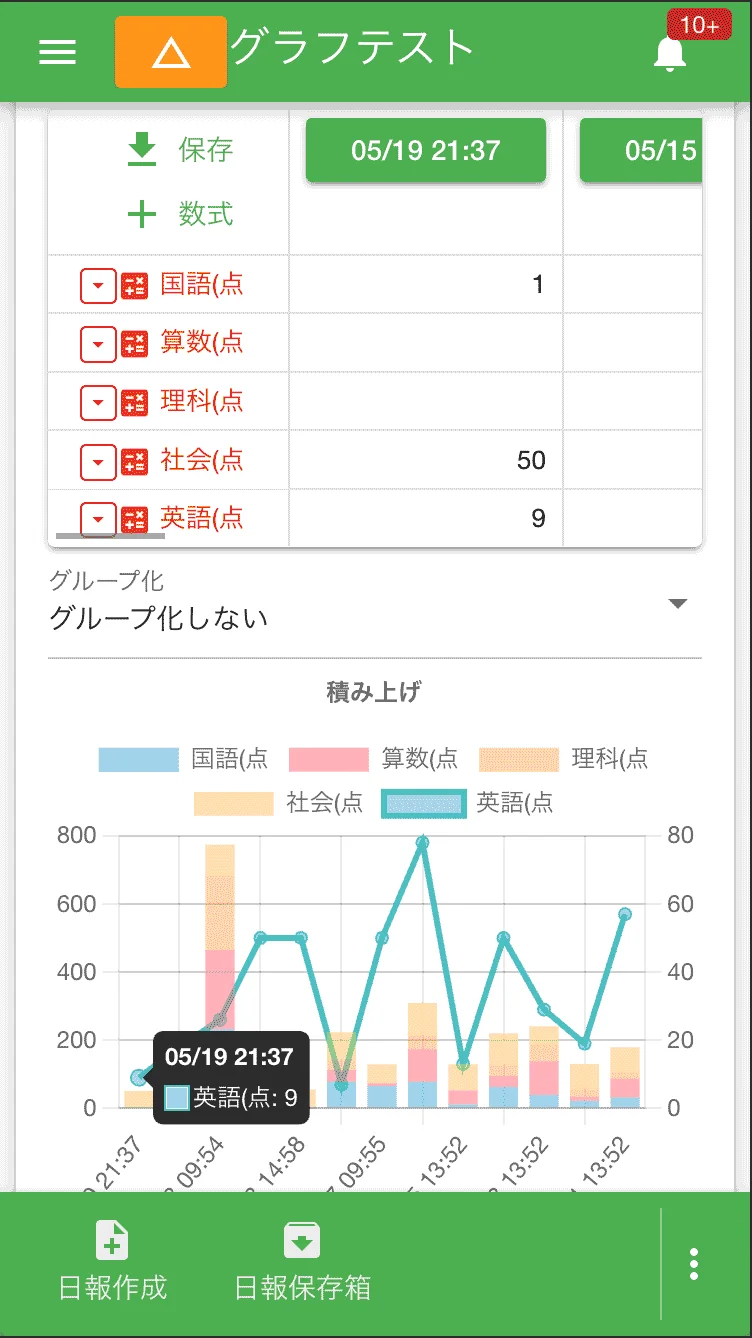 グラフテスト
10+
保存
05/19 21:37
05/15
数式
国語(点
1
算数(点
理科(点
社会(点
50
英語(点
9
グループ化
グループ化しない
積み上げ
国語(点
算数(点
理科(点
社会(点
英語(点
800
80
600
60
400
40
200
20
0
0
05/19 21:37
英語(点: 9
21:37
09:54
14:58
09:55
13:52
13:52
13:52
日報作成
日報保存箱